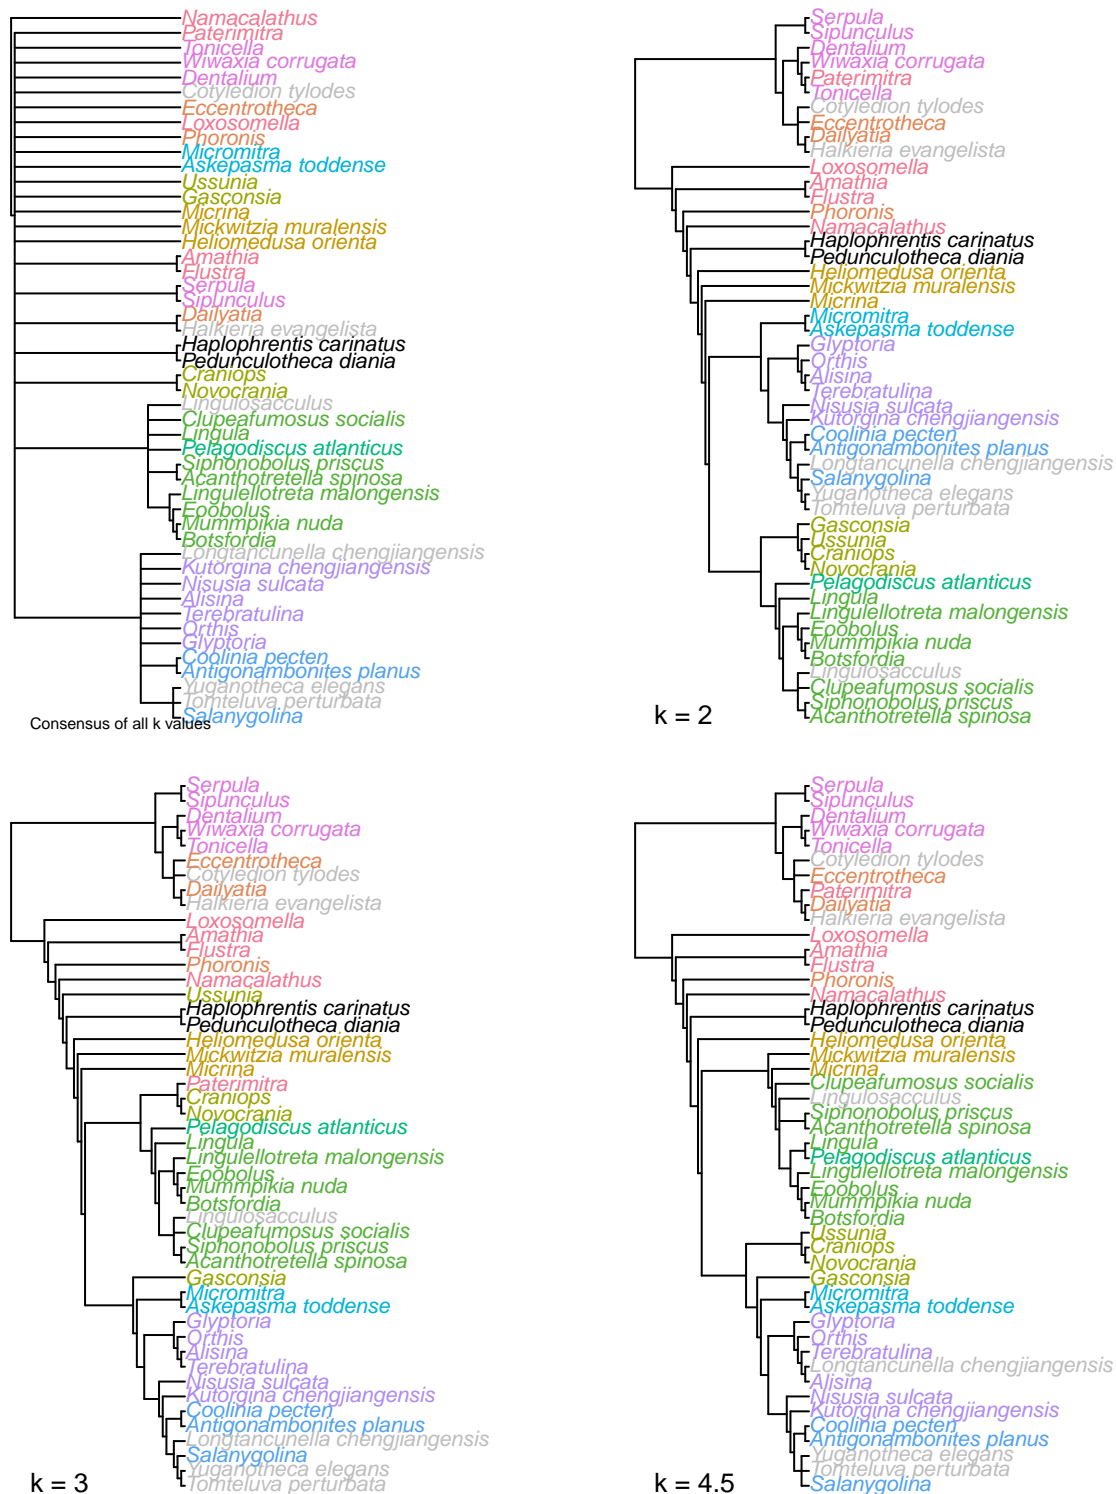 Namacalathus
Paterimitra
Tonicella
Wiwaxia corrugata
Dentalium
Cotyledion tylodes
Eccentrotheca
Loxosomella
Phoronis
Micromitra
Askepasma toddense
Ussunia
Gasconsia
Micrina
Mickwitzia muralensis
Heliomedusa orienta
Amathia
Flustra
Serpula
Sipunculus
Dailyatia
Halkieria evangelista
Haplophrentis carinatus
Pedunculotheca diania
Craniops
Novocrania
Lingulosacculus
Clupeafumosus socialis
Lingula
Pelagodiscus atlanticus
Siphonobolus priscus
Acanthotretella spinosa
Lingulellotreta malongensis
Eoobolus
Mummpikia nuda
Botsfordia
Longtancunella chengjiangensis
Kutorgina chengjiangensis
Nisusia sulcata
Alisina
Terebratulina
Orthis
Glyptoria
Coolinia pecten
Antigonambonites planus
Yuganotheca elegans
Tomteluva perturbata
Salanygolina
Consensus of all k values
Serpula
Sipunculus
Dentalium
Wiwaxia corrugata
Paterimitra
Tonicella
Cotyledion tylodes
Eccentrotheca
Dailyatia
Halkieria evangelista
Loxosomella
Amathia
Flustra
Phoronis
Namacalathus
Haplophrentis carinatus
Pedunculotheca diania
Heliomedusa orienta
Mickwitzia muralensis
Micrina
Micromitra
Askepasma toddense
Glyptoria
Orthis
Alisina
Terebratulina
Nisusia sulcata
Kutorgina chengjiangensis
Coolinia pecten
Antigonambonites planus
Longtancunella chengjiangensis
Salanygolina
Yuganotheca elegans
Tomteluva perturbata
Gasconsia
Ussunia
Craniops
Novocrania
Pelagodiscus atlanticus
Lingula
Lingulellotreta malongensis
Eoobolus
Mummpikia nuda
Botsfordia
Lingulosacculus
Clupeafumosus socialis
Siphonobolus priscus
Acanthotretella spinosa
k = 2
Serpula
Sipunculus
Dentalium
Wiwaxia corrugata
Tonicella
Eccentrotheca
Cotyledion tylodes
Dailyatia
Halkieria evangelista
Loxosomella
Amathia
Flustra
Phoronis
Namacalathus
Ussunia
Haplophrentis carinatus
Pedunculotheca diania
Heliomedusa orienta
Mickwitzia muralensis
Micrina
Paterimitra
Craniops
Novocrania
Pelagodiscus atlanticus
Lingula
Lingulellotreta malongensis
Eoobolus
Mummpikia nuda
Botsfordia
Lingulosacculus
Clupeafumosus socialis
Siphonobolus priscus
Acanthotretella spinosa
Gasconsia
Micromitra
Askepasma toddense
Glyptoria
Orthis
Alisina
Terebratulina
Nisusia sulcata
Kutorgina chengjiangensis
Coolinia pecten
Antigonambonites planus
Longtancunella chengjiangensis
Salanygolina
Yuganotheca elegans
Tomteluva perturbata
k = 3
Serpula
Sipunculus
Dentalium
Wiwaxia corrugata
Tonicella
Cotyledion tylodes
Eccentrotheca
Paterimitra
Dailyatia
Halkieria evangelista
Loxosomella
Amathia
Flustra
Phoronis
Namacalathus
Haplophrentis carinatus
Pedunculotheca diania
Heliomedusa orienta
Mickwitzia muralensis
Micrina
Clupeafumosus socialis
Lingulosacculus
Siphonobolus priscus
Acanthotretella spinosa
Lingula
Pelagodiscus atlanticus
Lingulellotreta malongensis
Eoobolus
Mummpikia nuda
Botsfordia
Ussunia
Craniops
Novocrania
Gasconsia
Micromitra
Askepasma toddense
Glyptoria
Orthis
Terebratulina
Longtancunella chengjiangensis
Alisina
Nisusia sulcata
Kutorgina chengjiangensis
Coolinia pecten
Antigonambonites planus
Yuganotheca elegans
Tomteluva perturbata
Salanygolina
k = 4.5